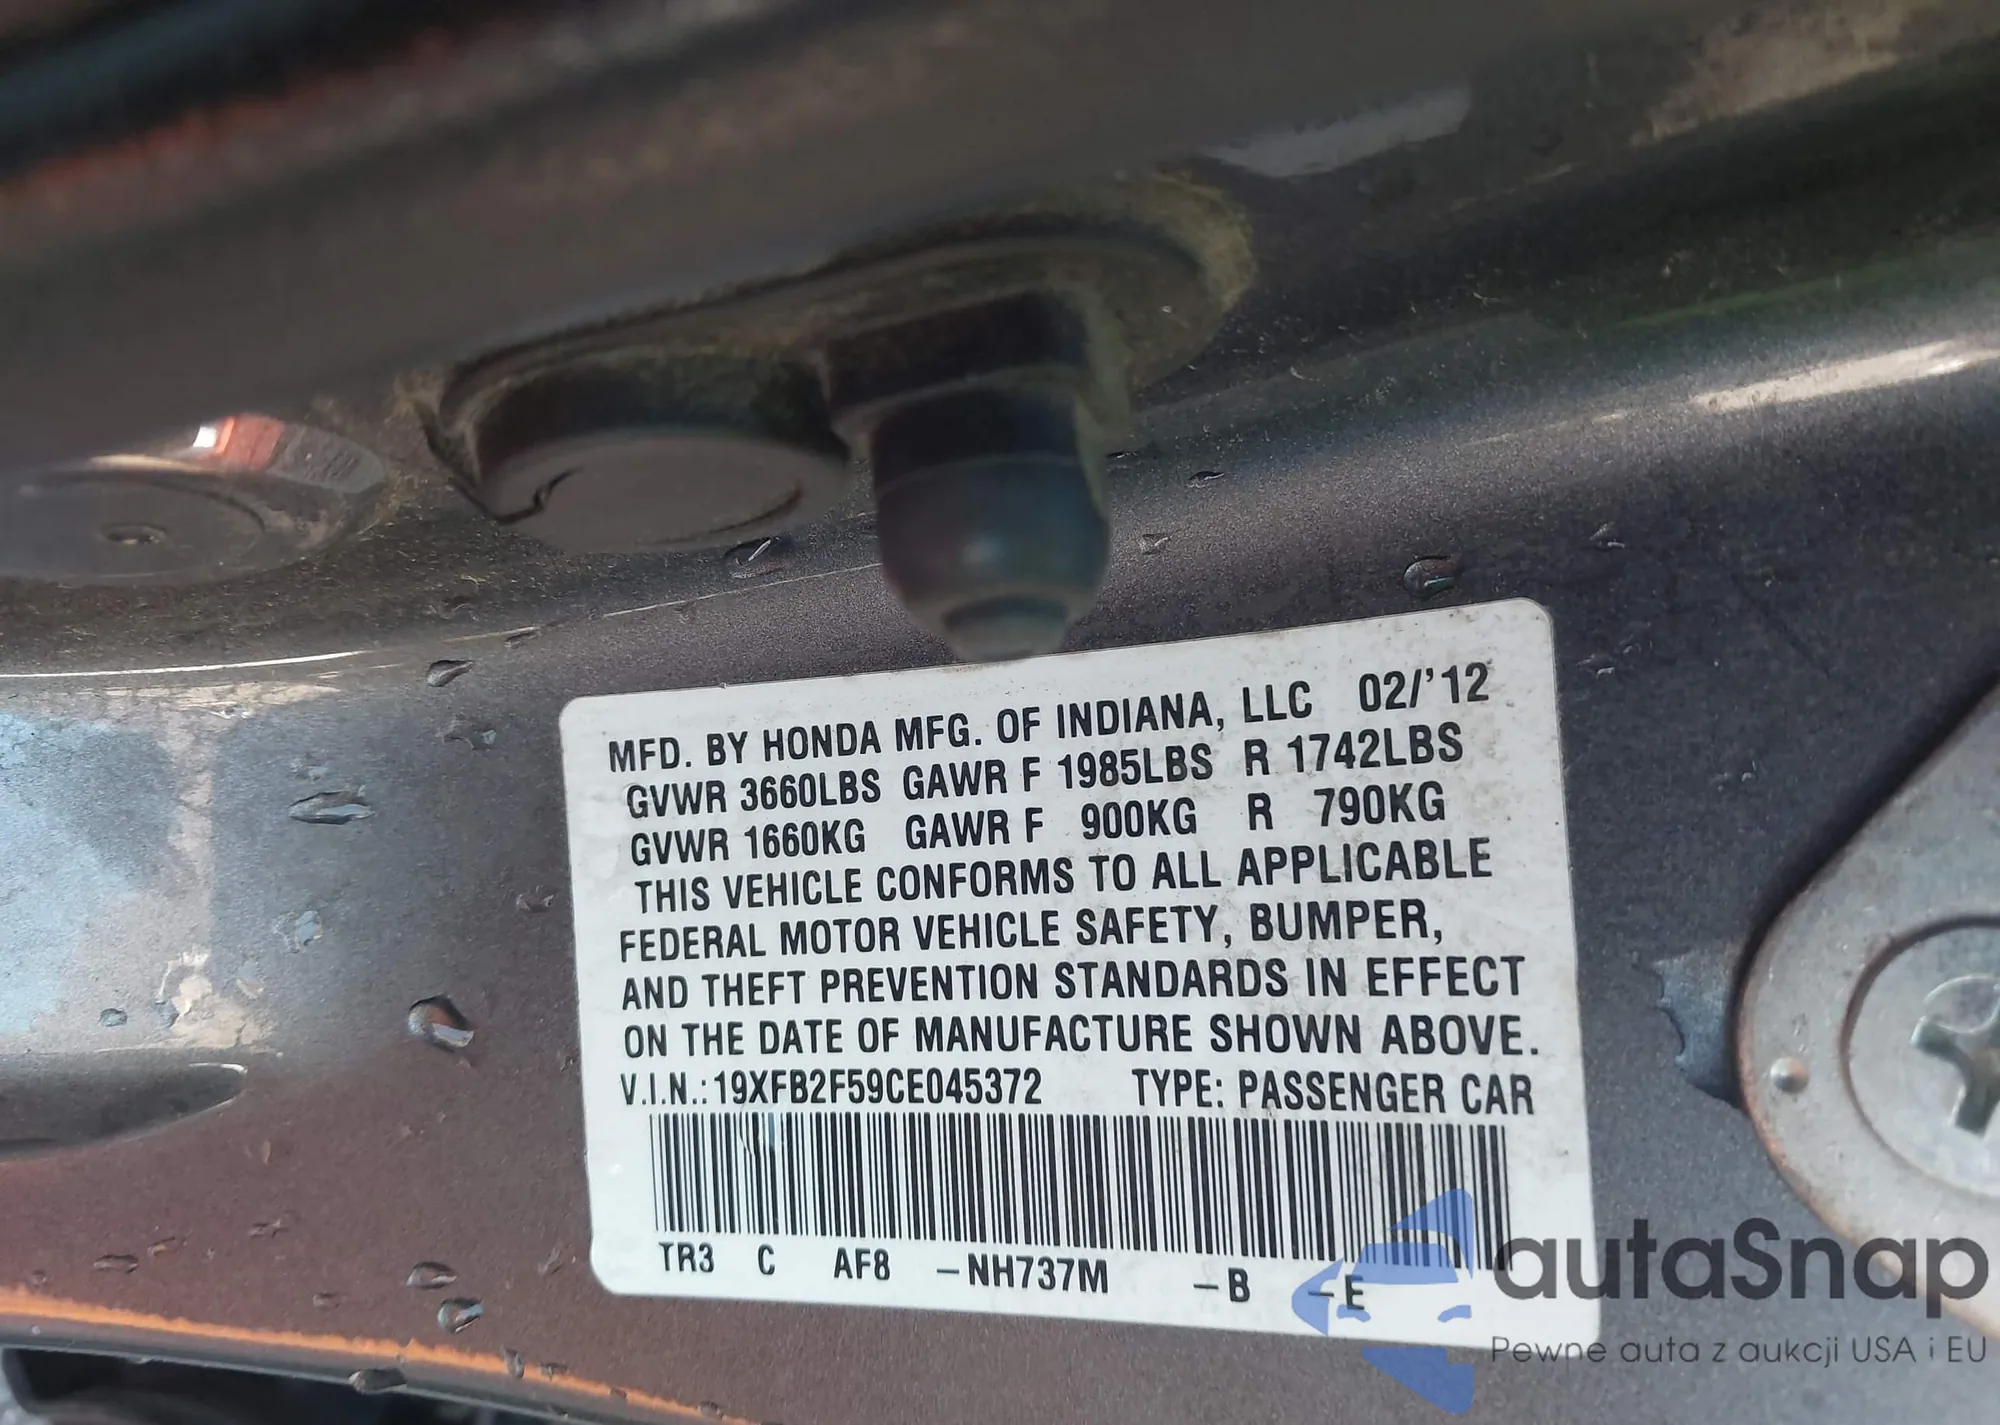 MFD. BY HONDA MFG. OF INDIANA, LLC 02/'12
GVWR 3660LBS GAWR F 1985LBS R 1742LBS
GVWR 1660KG GAWR F 900KG R 790KG
THIS VEHICLE CONFORMS TO ALL APPLICABLE
FEDERAL MOTOR VEHICLE SAFETY, BUMPER,
AND THEFT PREVENTION STANDARDS IN EFFECT
ON THE DATE OF MANUFACTURE SHOWN ABOVE.
V.I.N.: 19XFB2F59CE045372 TYPE: PASSENGER CAR
TR3 C AF8 –NH737M –B –E
autaSnap
Pewne auta z aukcji USA i EU